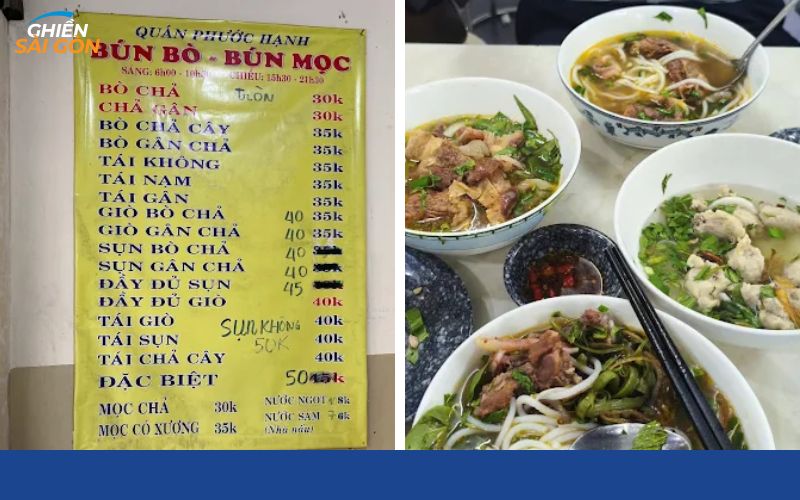 GHIỀN
SÀI GÒN
QUÁN PHƯỚC HẠNH
BÚN BÒ - BÚN MỌC
SÁNG: 6h00 - 10h30 - CHIỀU: 15h30 - 21h30
BÒ CHẢ 30k
CHẢ GÂN 30k
BÒ CHẢ CÂY 35k
BÒ GÂN CHẢ 35k
TÁI KHÔNG 35k
TÁI NẠM 35k
TÁI GÂN 35k
GIÒ BÒ CHẢ 40 35k
GIÒ GÂN CHẢ 40 35k
SỤN BÒ CHẢ 40
SỤN GÂN CHẢ 40
ĐẦY ĐỦ SỤN 45
ĐẦY ĐỦ GIÒ 40k
TÁI GIÒ SỤN KHÔNG 40k
TÁI SỤN 50K 40k
TÁI CHẢ CÂY 40k
ĐẶC BIỆT 50 k
MỌC CHẢ 30k NƯỚC NGỌT 8k
MỌC CÓ XƯƠNG 35k NƯỚC SÂM 6k
(Nhà nấu)